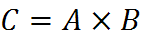 C = A × B